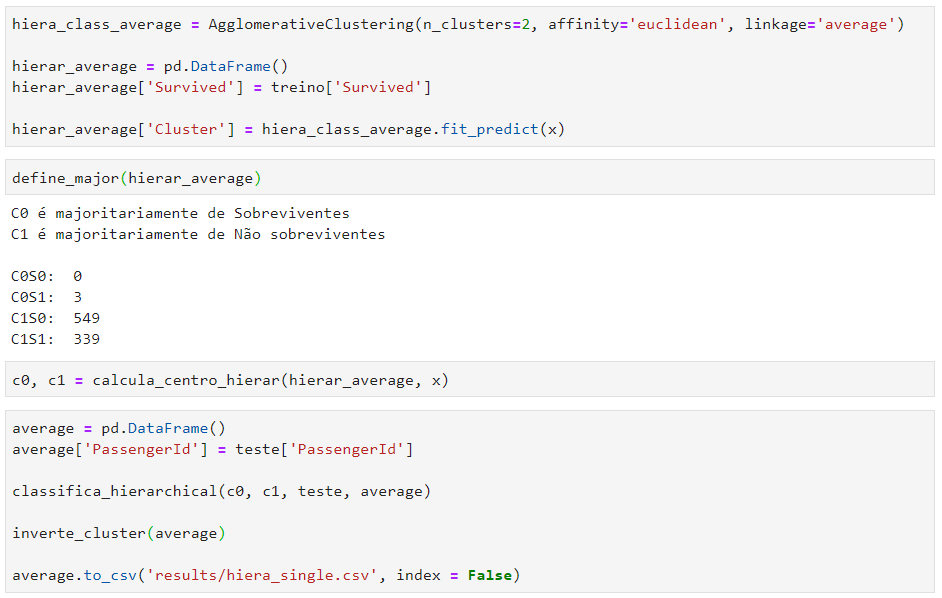 hiera_class_average = AgglomerativeClustering(n_clusters=2, affinity='euclidean', linkage='average')
hierar_average = pd.DataFrame()
hierar_average['Survived'] = treino['Survived']
hierar_average['Cluster'] = hiera_class_average.fit_predict(x)
define_major(hierar_average)
C0 é majoritariamente de Sobreviventes
C1 é majoritariamente de Não sobreviventes
C0S0:  0
C0S1:  3
C1S0:  549
C1S1:  339
c0, c1 = calcula_centro_hierar(hierar_average, x)
average = pd.DataFrame()
average['PassengerId'] = teste['PassengerId']
classifica_hierarchical(c0, c1, teste, average)
inverte_cluster(average)
average.to_csv('results/hiera_single.csv', index = False)